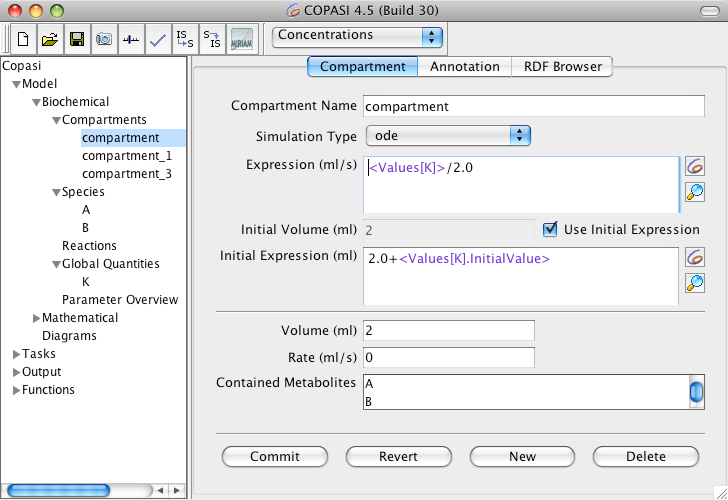 COPASI 4.5 (Build 30)
IS
→S
S→
IS
MIRIAM
Concentrations
Copasi
Model
Biochemical
Compartments
compartment
compartment_1
compartment_3
Species
A
B
Reactions
Global Quantities
K
Parameter Overview
Mathematical
Diagrams
Tasks
Output
Functions
Compartment
Annotation
RDF Browser
Compartment Name
compartment
Simulation Type
ode
Expression (ml/s)
<Values[K]>/2.0
Initial Volume (ml)
2
Use Initial Expression
Initial Expression (ml)
2.0+<Values[K].InitialValue>
Volume (ml)
2
Rate (ml/s)
0
Contained Metabolites
A
B
Commit
Revert
New
Delete